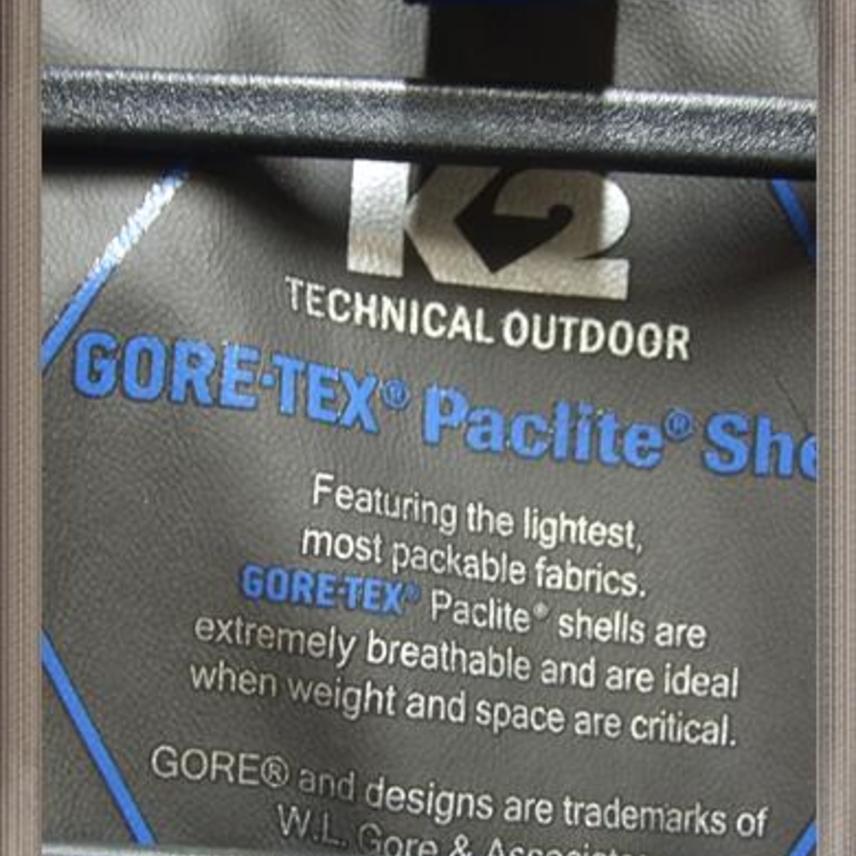 K2
TECHNICAL OUTDOOR
GORE-TEX® Paclite®
Featuring the lightest,
most packable fabrics.
GORE-TEX® Paclite® shells are
extremely breathable and are ideal
when weight and space are critical.
GORE® and designs are trademarks of
W.L. Gore &